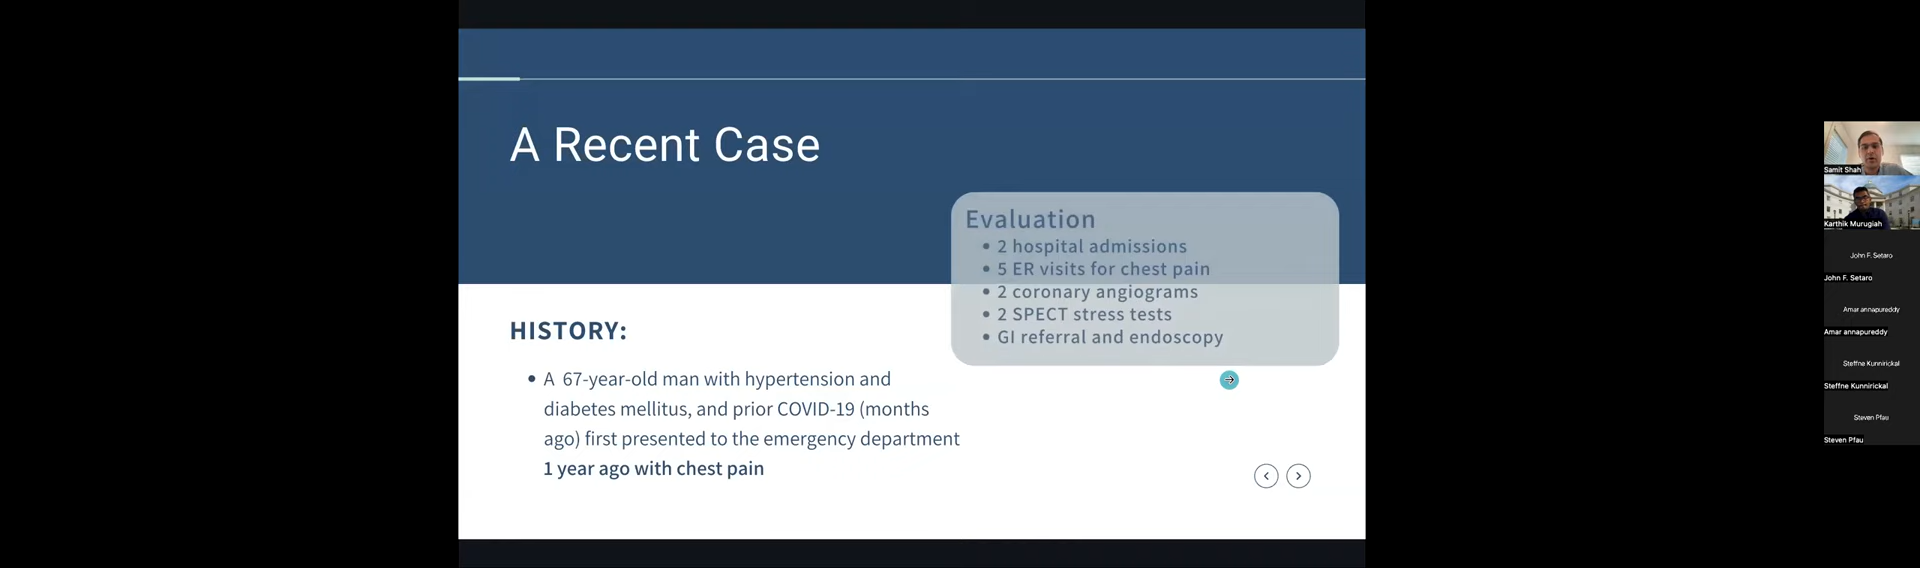 A Recent Case
Evaluation
• 2 hospital admissions
• 5 ER visits for chest pain
• 2 coronary angiograms
• 2 SPECT stress tests
• GI referral and endoscopy
HISTORY:
• A 67-year-old man with hypertension and
diabetes mellitus, and prior COVID-19 (months
ago) first presented to the emergency department
1 year ago with chest pain
Samit Shah
Karthik Murugiah
John F. Setaro
John F. Setaro
Amar annapureddy
Amar annapureddy
Steffne Kunnirickal
Steffne Kunnirickal
Steven Pfau
Steven Pfau